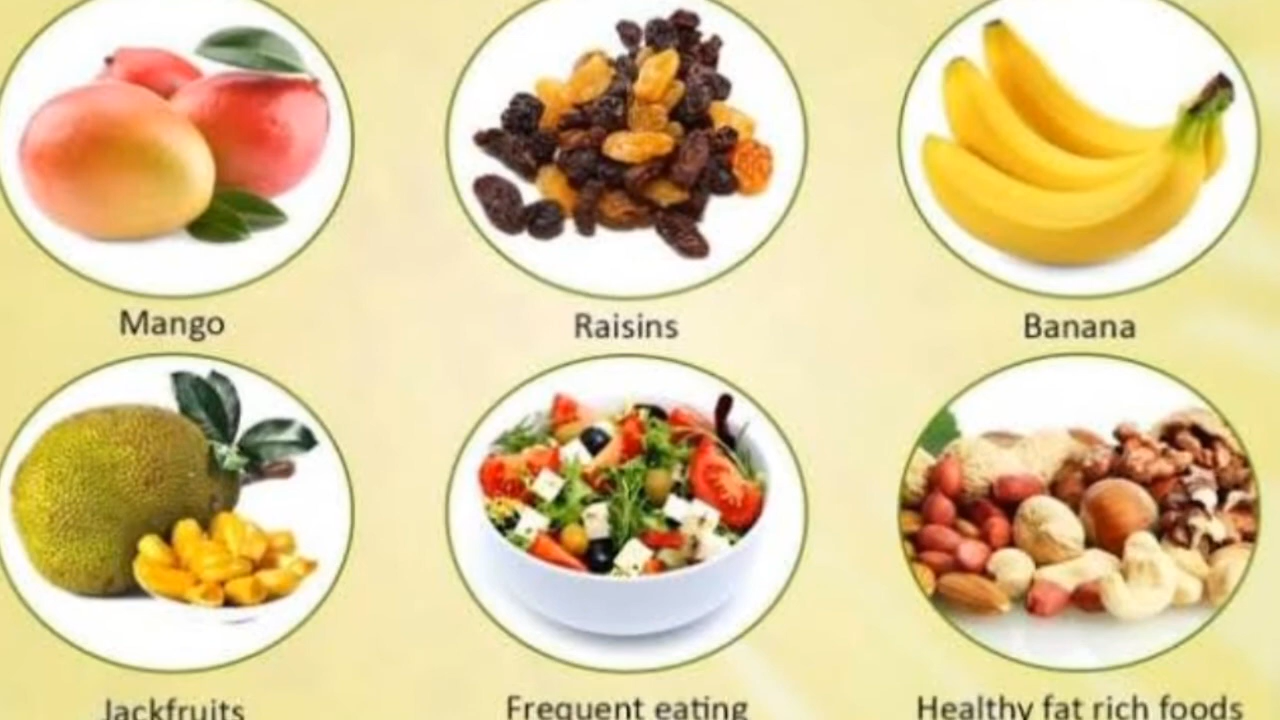 Mango
Raisins
Banana
Jackfruits
Frequent eating
Healthy fat rich foods